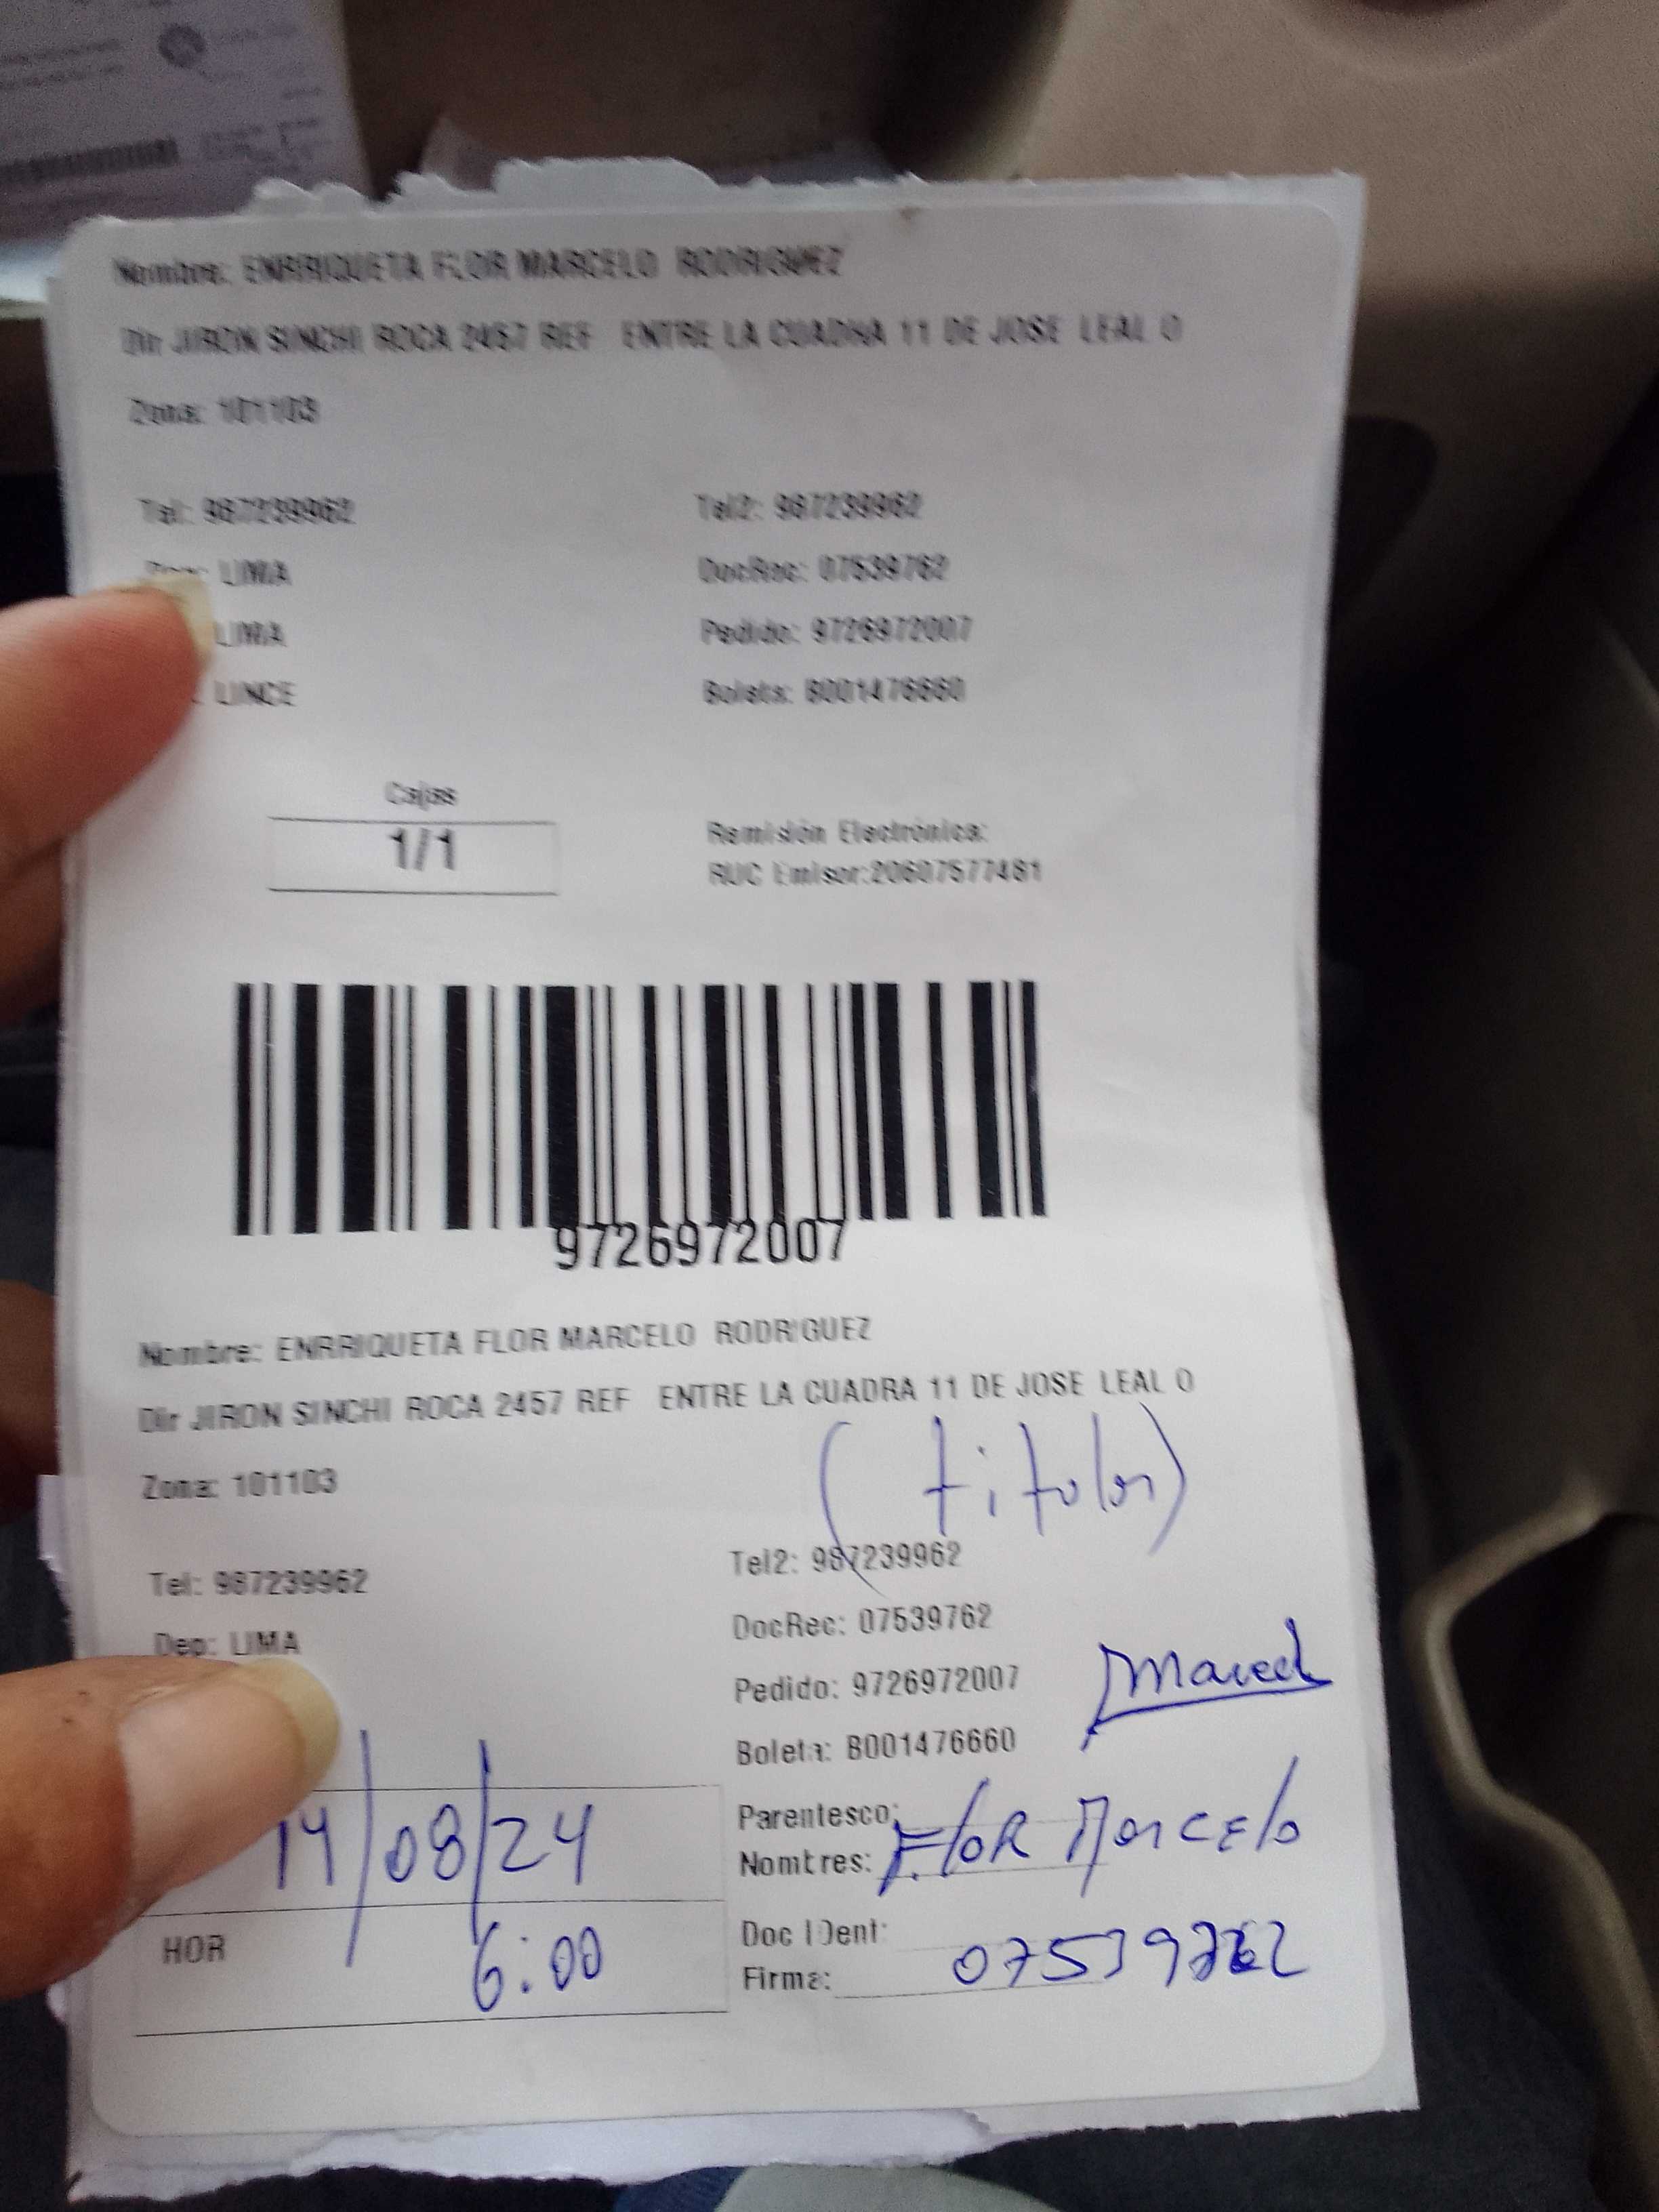 Nombre: ENRRIQUETA FLOR MARCELO RODRIGUEZ
Dir JIRON SINCHI ROCA 2457 REF ENTRE LA CUADRA 11 DE JOSE LEAL O
Zona: 101103
Tel: 987239962 Tel2: 987239962
LIMA DocRec: 07539762
LIMA Pedido: 9726972007
LINCE Boleta: B001476660
Cajas
1/1
Remisión Electrónica:
RUC Emisor:20607577481
9726972007
Nombre: ENRRIQUETA FLOR MARCELO RODRIGUEZ
Dir JIRON SINCHI ROCA 2457 REF ENTRE LA CUADRA 11 DE JOSE LEAL O
(titular)
Zona: 101103
Tel: 987239962 Tel2: 987239962
Dep: LIMA DocRec: 07539762
Pedido: 9726972007
Boleta: B001476660
14/08/24
Parentesco:
Nombres: FloR MarcElo
HOR 6:00
Doc IDent: 
Firma: 07539762